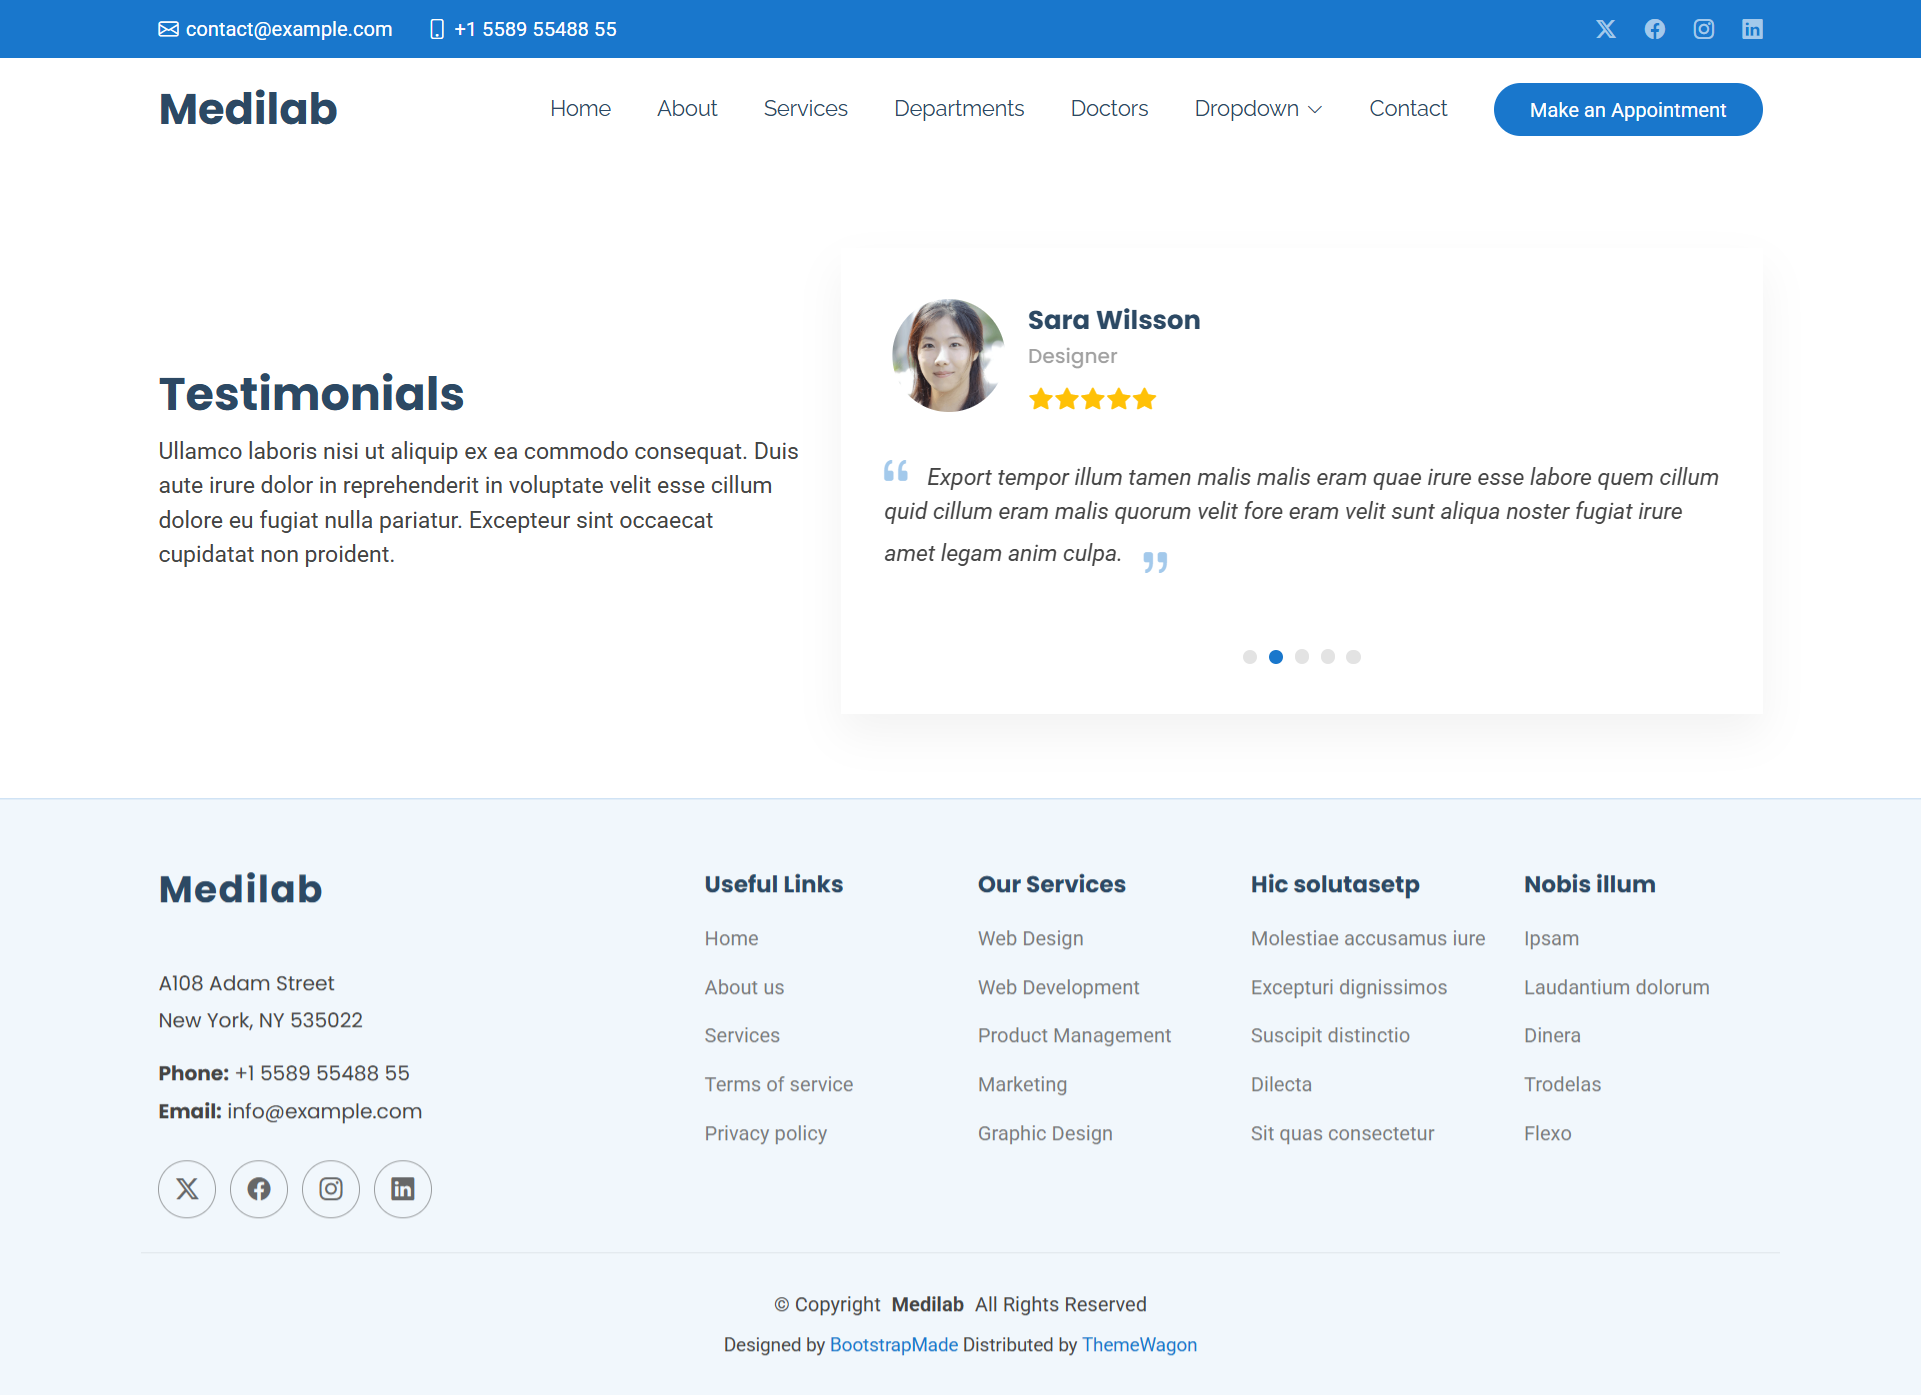 contact@example.com
+1 5589 55488 55
Medilab
Home
About
Services
Departments
Doctors
Dropdown
Contact
Make an Appointment
Testimonials
Ullamco laboris nisi ut aliquip ex ea commodo consequat. Duis
aute irure dolor in reprehenderit in voluptate velit esse cillum
dolore eu fugiat nulla pariatur. Excepteur sint occaecat
cupidatat non proident.
Sara Wilsson
Designer
“ Export tempor illum tamen malis malis eram quae irure esse labore quem cillum
quid cillum eram malis quorum velit fore eram velit sunt aliqua noster fugiat irure
amet legam anim culpa. ”
Medilab
A108 Adam Street
New York, NY 535022
Phone: +1 5589 55488 55
Email: info@example.com
Useful Links
Home
About us
Services
Terms of service
Privacy policy
Our Services
Web Design
Web Development
Product Management
Marketing
Graphic Design
Hic solutasetp
Molestiae accusamus iure
Excepturi dignissimos
Suscipit distinctio
Dilecta
Sit quas consectetur
Nobis illum
Ipsam
Laudantium dolorum
Dinera
Trodelas
Flexo
© Copyright Medilab All Rights Reserved
Designed by BootstrapMade Distributed by ThemeWagon